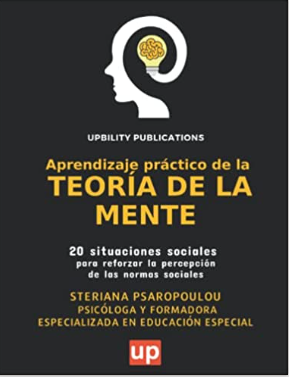 UPBILITY PUBLICATIONS
Aprendizaje práctico de la
TEORÍA DE LA
MENTE
20 situaciones sociales
para reforzar la percepción
de las normas sociales
STERIANA PSAROPOULOU
PSICÓLOGA Y FORMADORA
ESPECIALIZADA EN EDUCACIÓN ESPECIAL
up